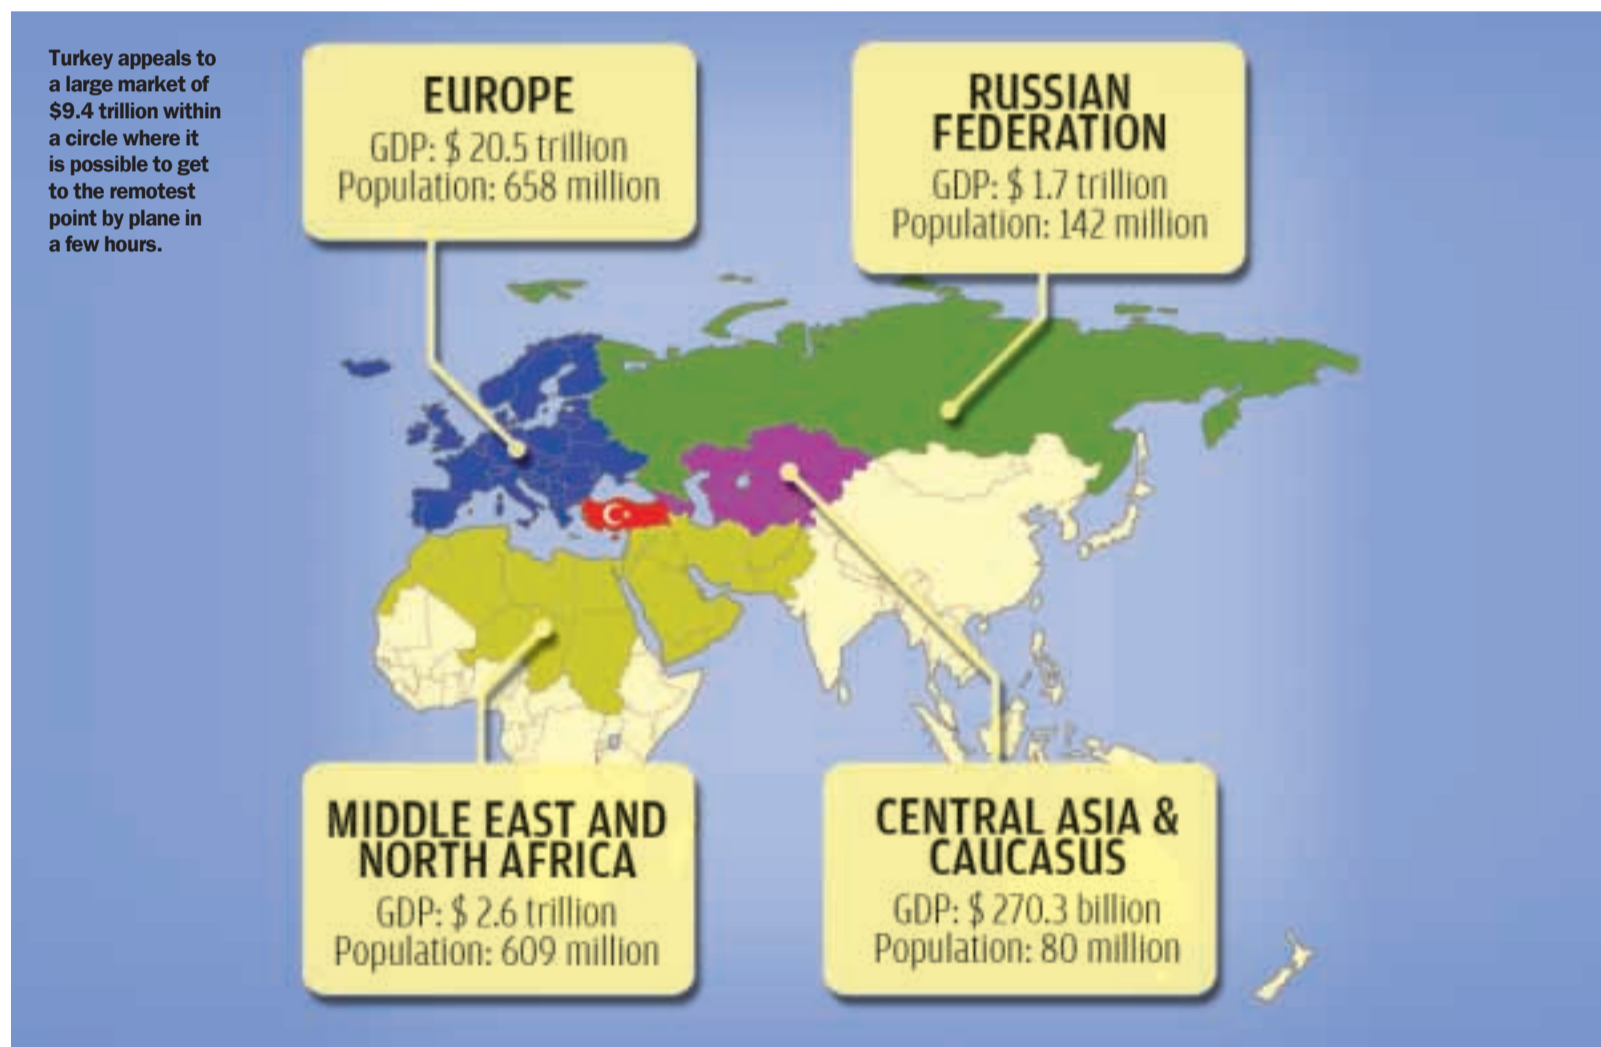 Turkey appeals to
a large market of
$9.4 trillion within
a circle where it
is possible to get
to the remotest
point by plane in
a few hours.
EUROPE
GDP: $ 20.5 trillion
Population: 658 million
RUSSIAN
FEDERATION
GDP: $ 1.7 trillion
Population: 142 million
MIDDLE EAST AND
NORTH AFRICA
GDP: $ 2.6 trillion
Population: 609 million
CENTRAL ASIA &
CAUCASUS
GDP: $ 270.3 billion
Population: 80 million